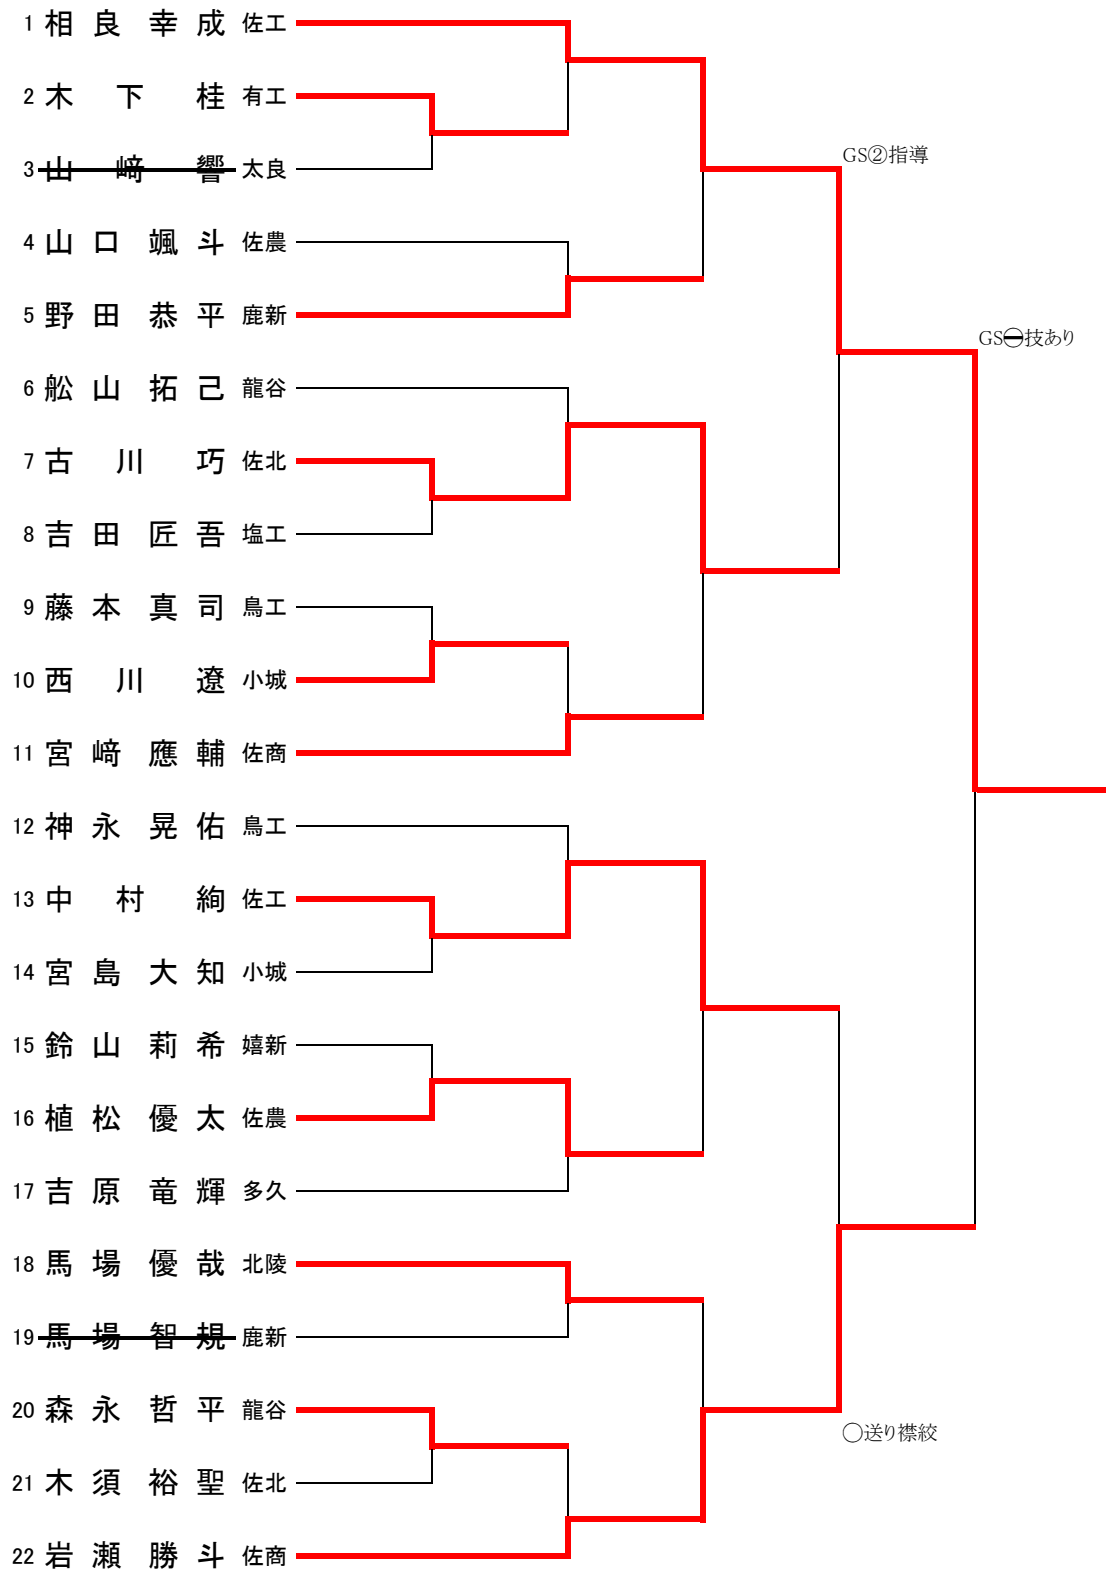 1 相良 幸成 佐工
2 木下 桂 有工
3 山﨑 響 太良
GS②指導
4 山口 颯斗 佐農
5 野田 恭平 鹿新
GS㊀技あり
6 舩山 拓己 龍谷
7 古川 巧 佐北
8 吉田 匠吾 塩工
9 藤本 真司 鳥工
10 西川 遼 小城
11 宮﨑 應輔 佐商
12 神永 晃佑 鳥工
13 中村 絢 佐工
14 宮島 大知 小城
15 鈴山 莉希 嬉新
16 植松 優太 佐農
17 吉原 竜輝 多久
18 馬場 優哉 北陵
19 馬場 智規 鹿新
20 森永 哲平 龍谷
○送り襟絞
21 木須 裕聖 佐北
22 岩瀬 勝斗 佐商